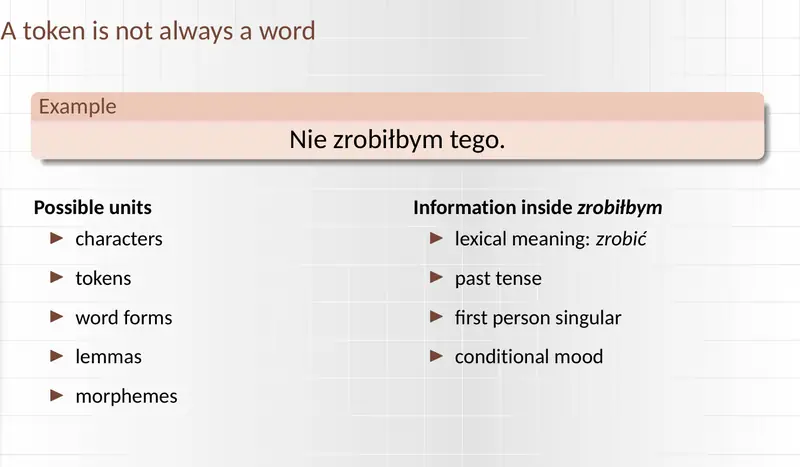 A token is not always a word
Example
Nie zrobiłbym tego.
Possible units
characters
tokens
word forms
lemmas
morphemes
Information inside zrobiłbym
lexical meaning: zrobić
past tense
first person singular
conditional mood